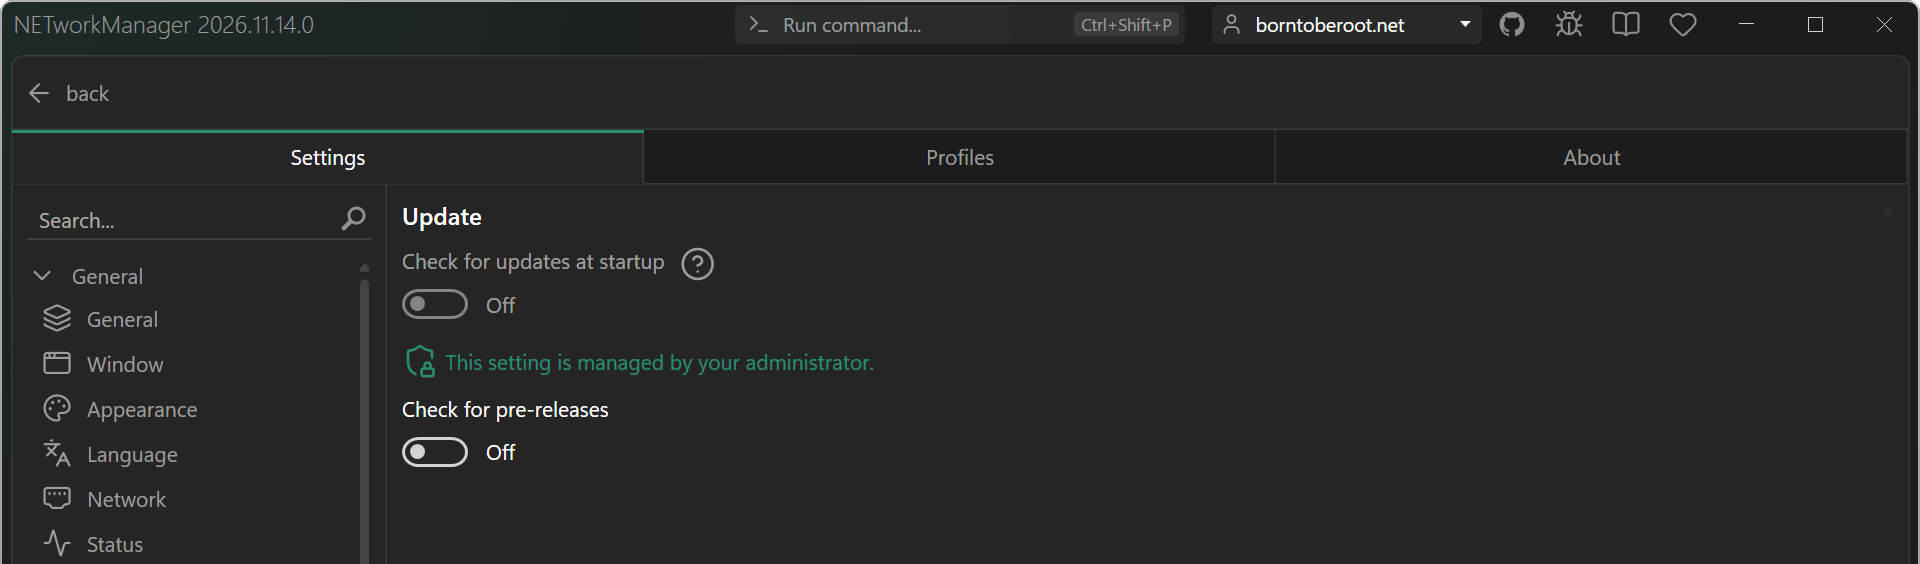 NETworkManager 2026.11.14.0
Run command... Ctrl+Shift+P
borntoberoot.net
back
Settings Profiles About
Search...
General
General
Window
Appearance
Language
Network
Status
Update
Check for updates at startup ?
Off
This setting is managed by your administrator.
Check for pre-releases
Off